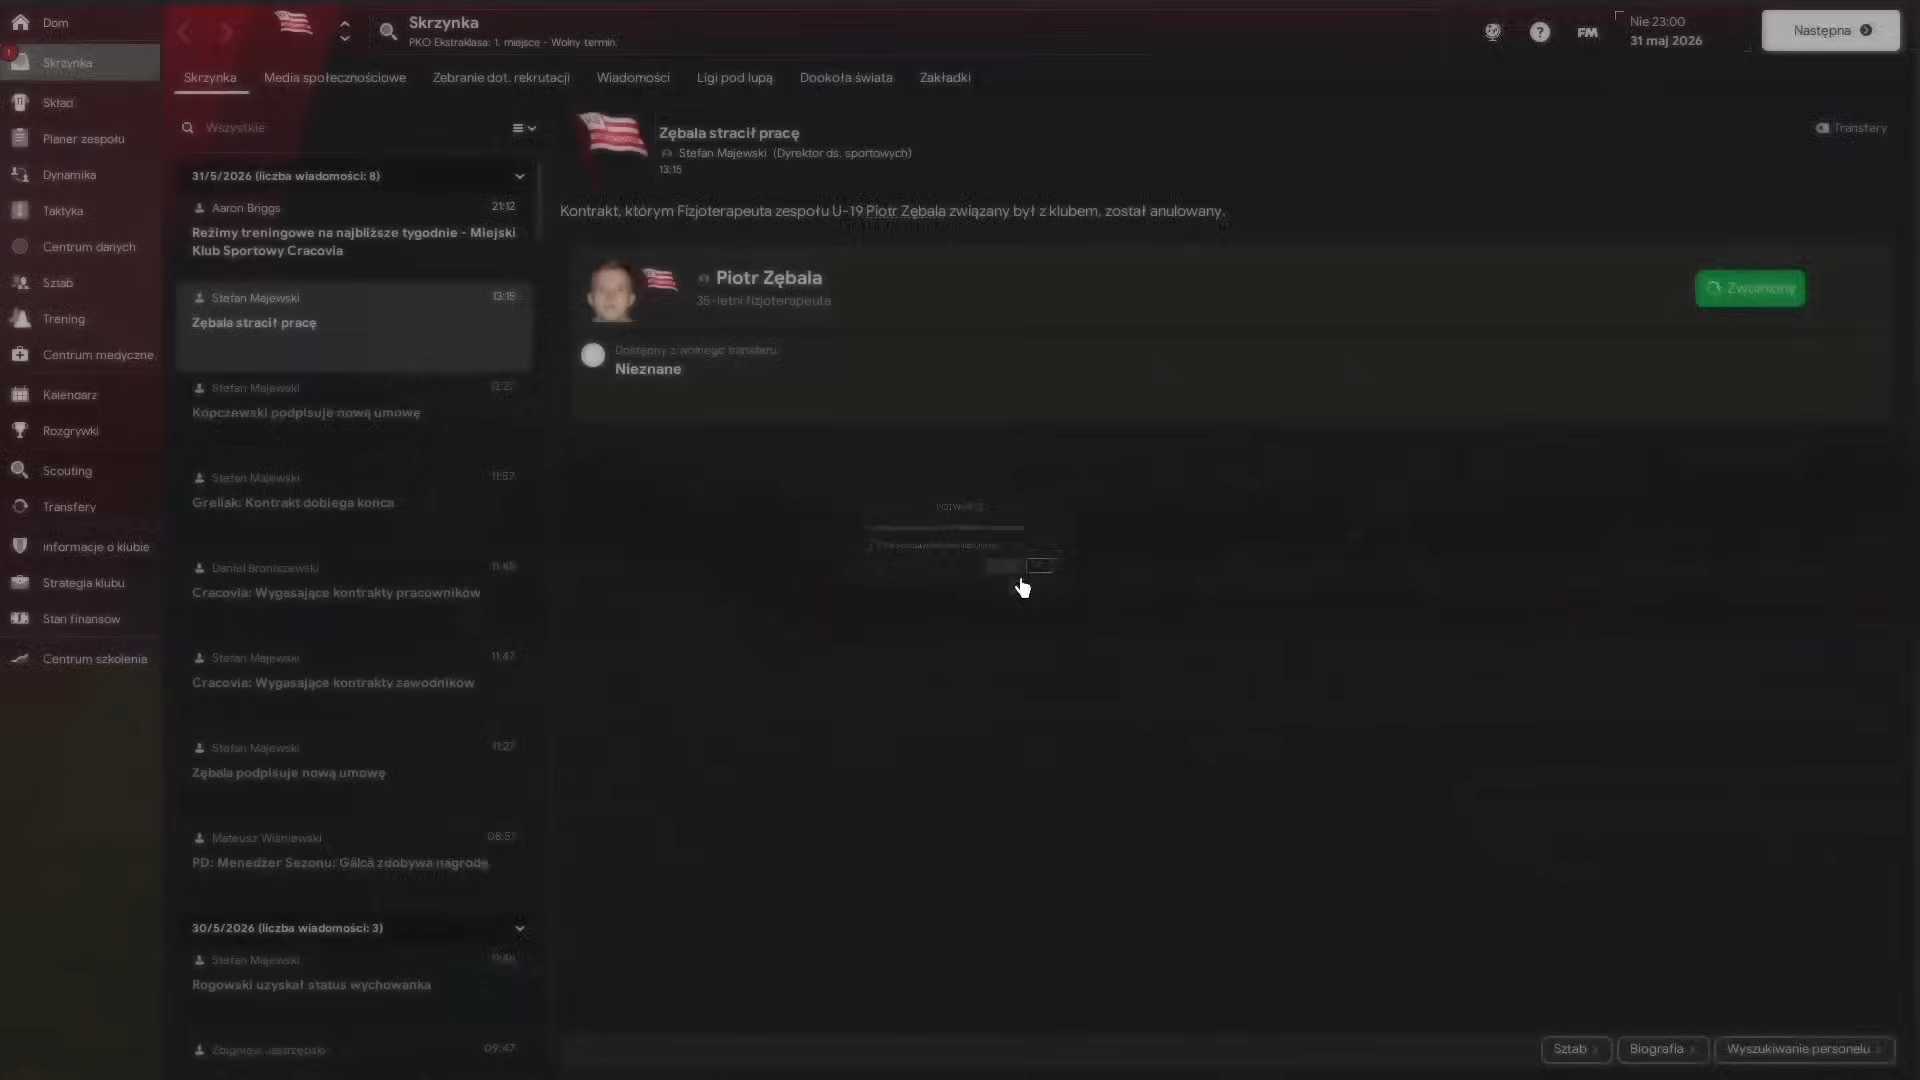 Dom
Skrzynka
Skład
Planer zespołu
Dynamika
Taktyka
Centrum danych
Sztab
Trening
Centrum medyczne
Kalendarz
Rozgrywki
Scouting
Transfery
Informacje o klubie
Strategia klubu
Stan finansow
Centrum szkolenia
Skrzynka
PKO Ekstraklasa: 1. miejsce - Wolny termin.
FM
Nie 23:00
31 maj 2026
Następna
Skrzynka
Media społecznościowe
Zebranie dot. rekrutacji
Wiadomości
Ligi pod lupą
Dookoła świata
Zakładki
Wszystkie
31/5/2026 (liczba wiadomości: 8)
Aaron Briggs 21:12
Reżimy treningowe na najbliższe tygodnie - Miejski
Klub Sportowy Cracovia
Stefan Majewski 13:15
Zębala stracił pracę
Stefan Majewski
Kopczewski podpisuje nową umowę
Stefan Majewski 11:57
Greliak: Kontrakt dobiega końca
Daniel Broniszewski
Cracovia: Wygasające kontrakty pracowników
Stefan Majewski 11:47
Cracovia: Wygasające kontrakty zawodnikow
Stefan Majewski 11:27
Zębala podpisuje nową umowę
Mateusz Wiśniewski 08:51
PD: Menedżer Sezonu: Gâlcă zdobywa nagrodę
30/5/2026 (liczba wiadomości: 3)
Stefan Majewski
Rogowski uzyskał status wychowanka
Zbigniew Jastrzębski 09:47
Zębala stracił pracę
Stefan Majewski (Dyrektor ds. sportowych)
13:15
Transfery
Kontrakt, którym Fizjoterapeuta zespołu U-19 Piotr Zębala związany był z klubem, został anulowany.
Piotr Zębala
35-letni fizjoterapeuta
Zwolniony
Dostępny z wolnego transferu
Nieznane
Sztab
Biografia
Wyszukiwanie personelu